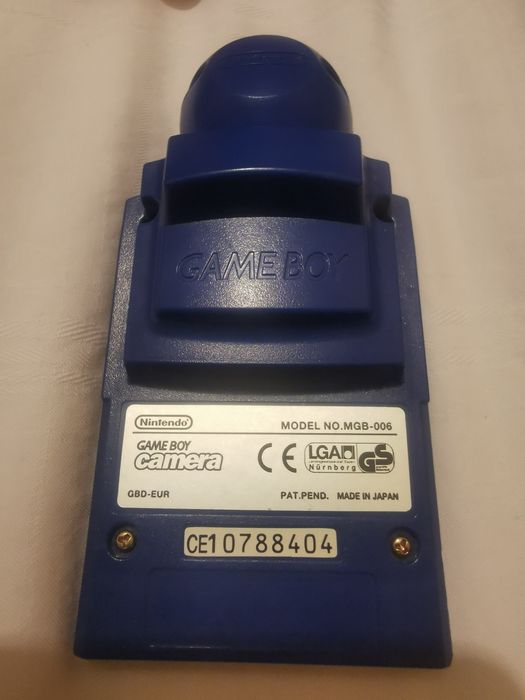 GAME BOY
Nintendo
MODEL NO.MGB-006
GAME BOY
camera
CE
LGA
Nürnberg
GS
GBD-EUR
PAT.PEND. MADE IN JAPAN
CE10788404